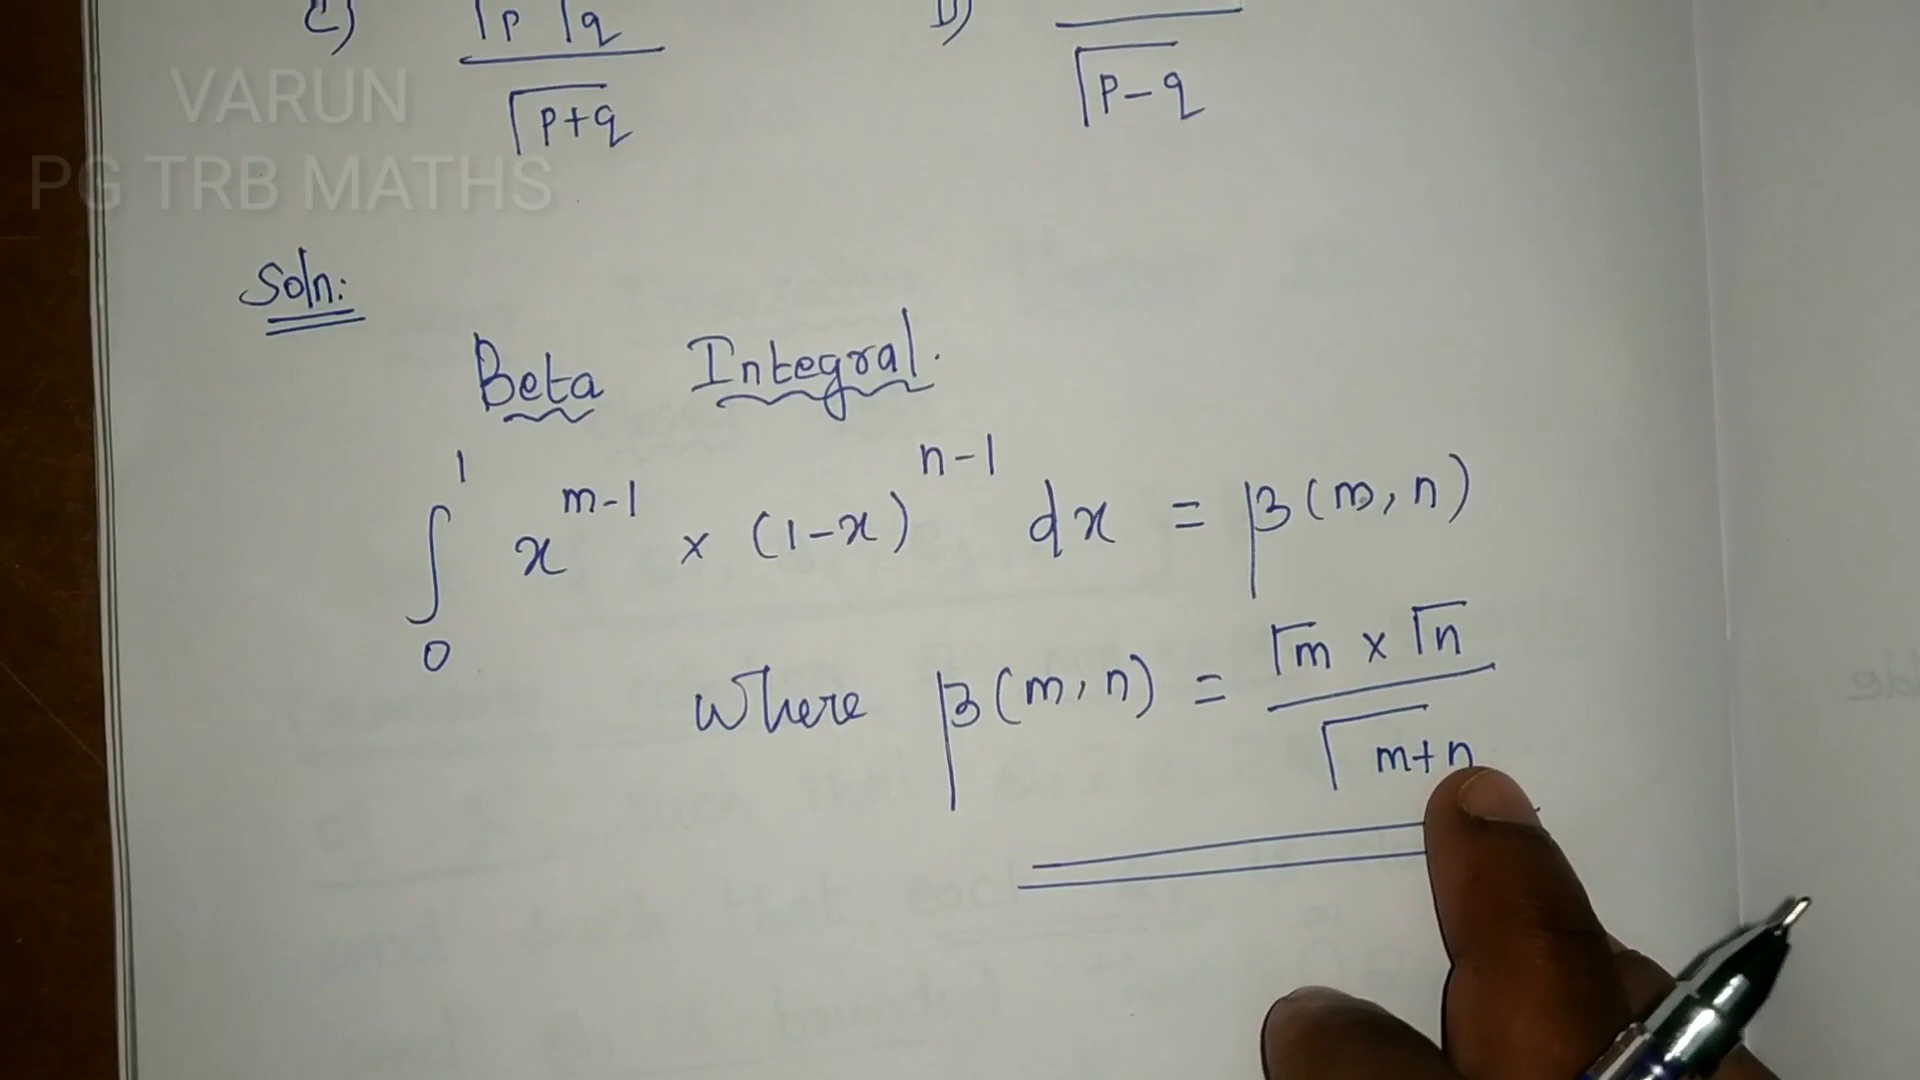 C) Γp Γq / Γp+q D) / Γp-q
VARUN
PG TRB MATHS
Soln:
Beta Integral.
∫₀¹ x^(m-1) × (1-x)^(n-1) dx = β(m, n)
Where β(m, n) = Γm × Γn / Γm+n